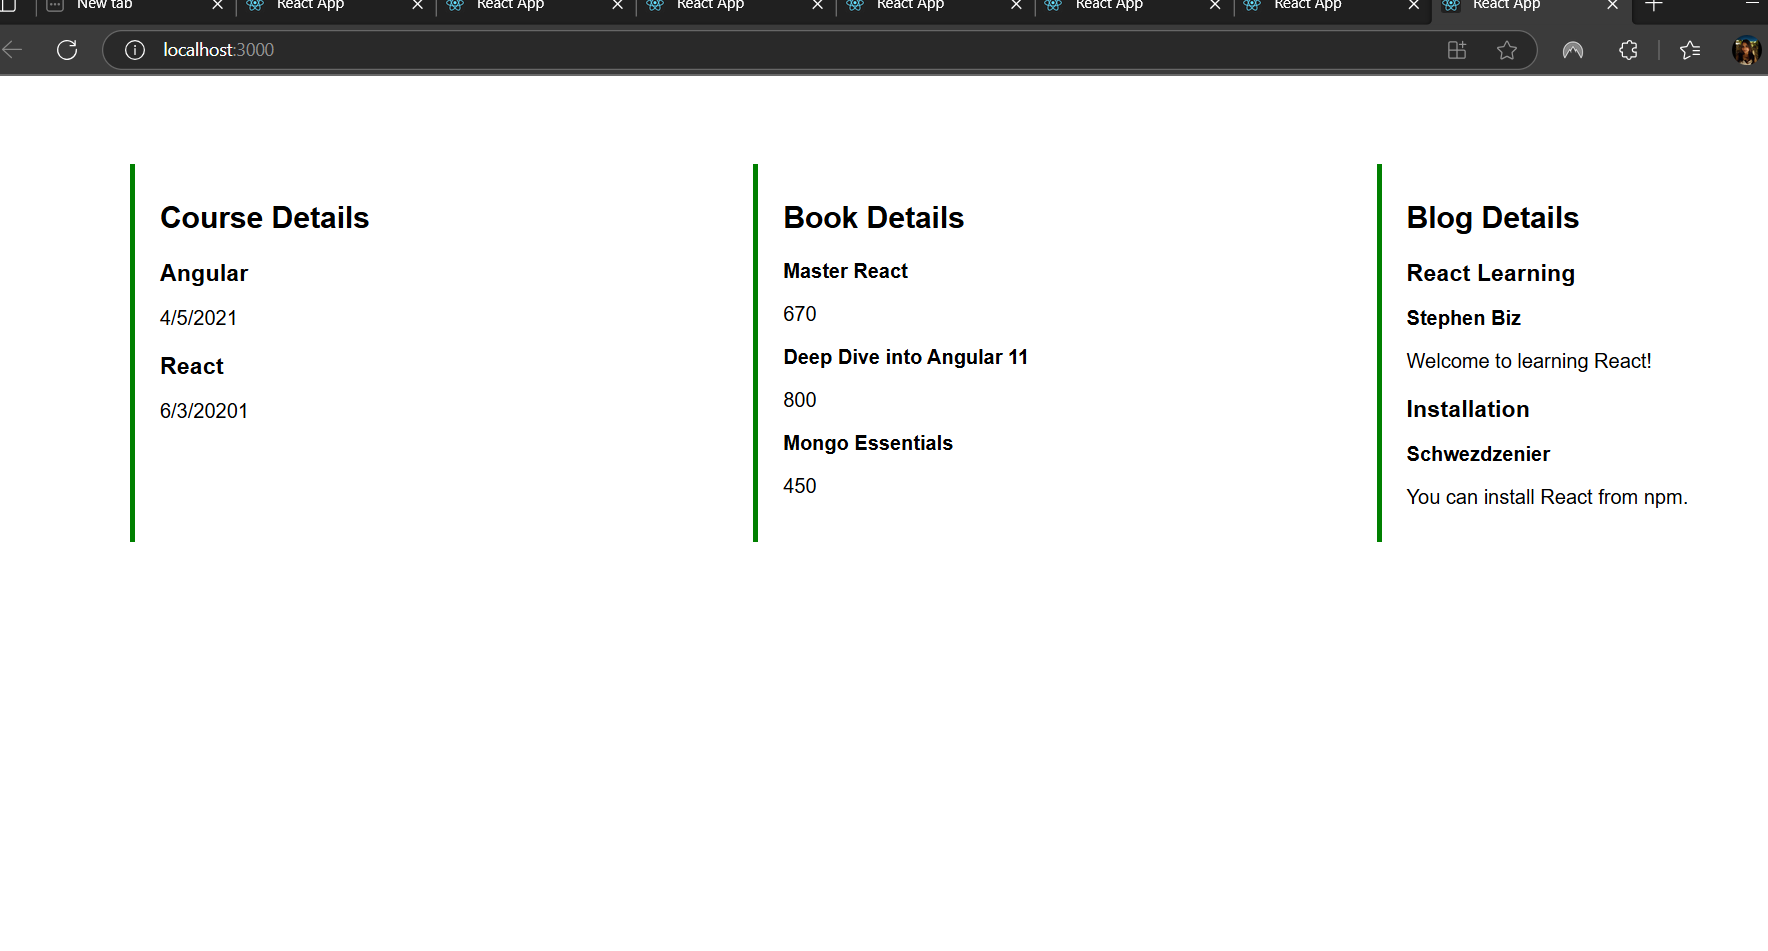 New tab
React App
React App
React App
React App
React App
React App
React App
localhost:3000
Course Details
Angular
4/5/2021
React
6/3/20201
Book Details
Master React
670
Deep Dive into Angular 11
800
Mongo Essentials
450
Blog Details
React Learning
Stephen Biz
Welcome to learning React!
Installation
Schwezdzenier
You can install React from npm.